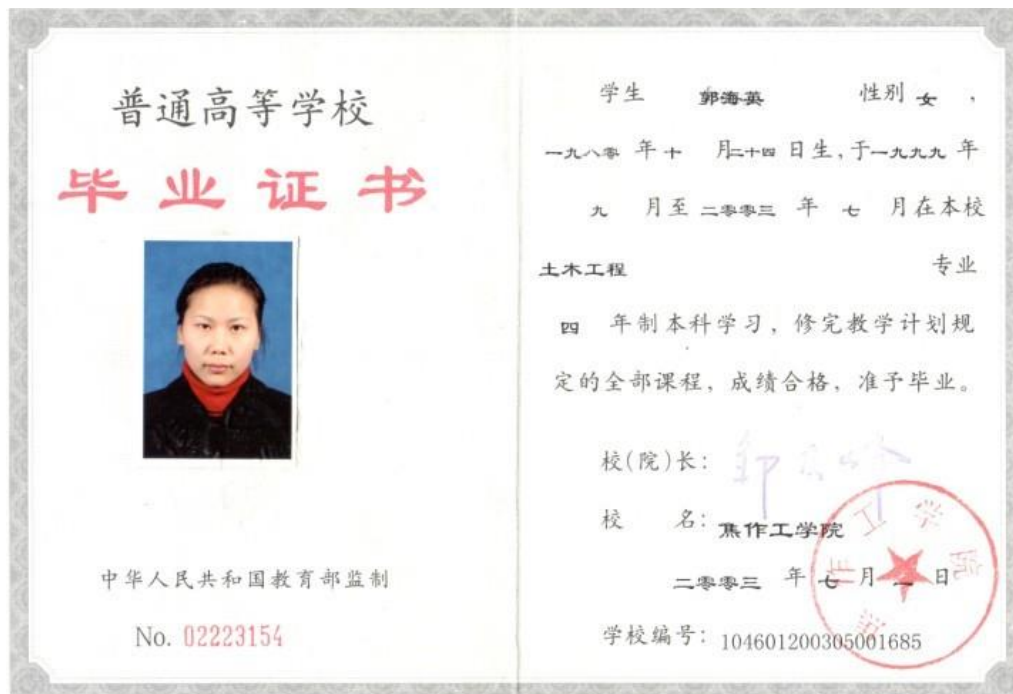 普通高等学校
毕业证书
中华人民共和国教育部监制
No. 02223154
学生 郭海英 性别 女 ，
一九八零 年 十 月 二十四 日生，于 一九九九 年
九 月至 二零零三 年 七 月在本校
土木工程 专业
四 年制本科学习，修完教学计划规
定的全部课程，成绩合格，准予毕业。
校(院)长：
校 名： 焦作工学院
二零零三 年 七 月 一 日
学校编号： 104601200305001685
焦作工学院